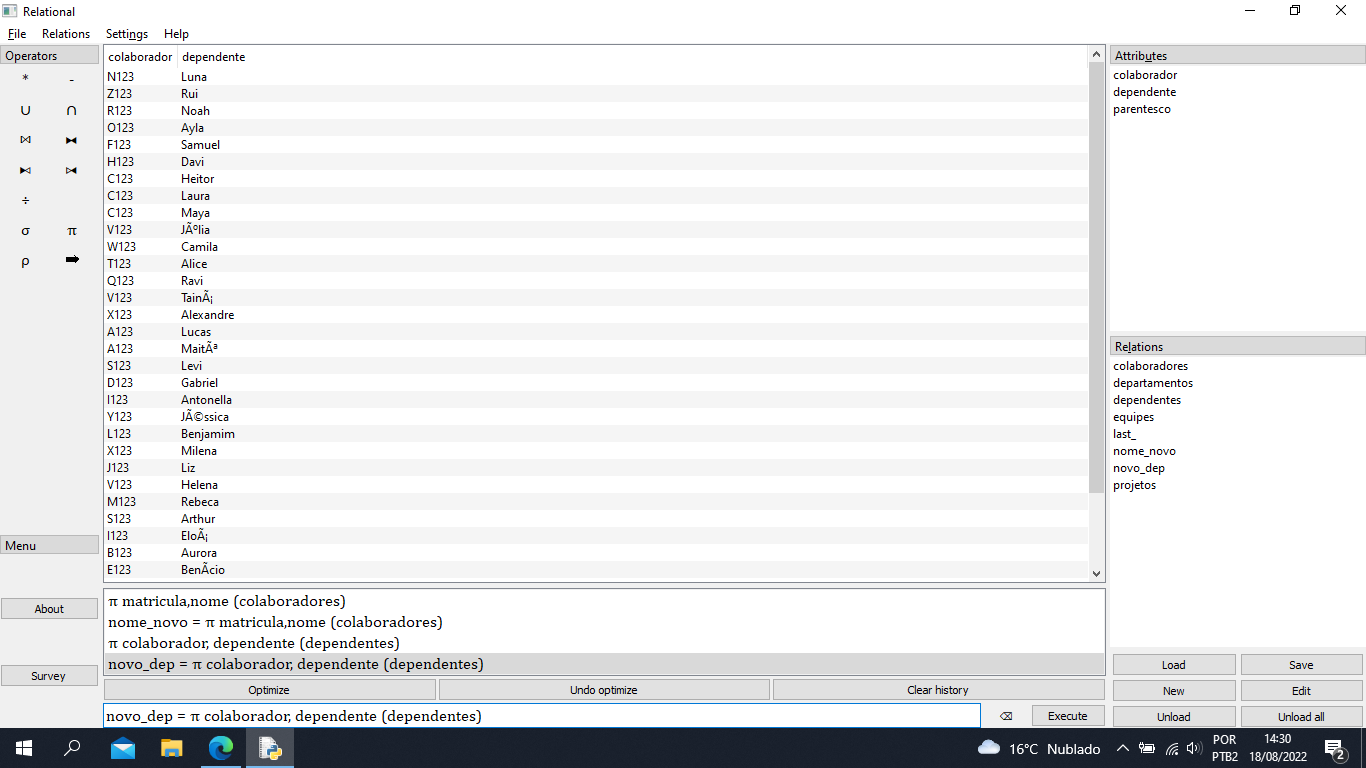 Relational
File Relations Settings Help
Operators
* -
∪ ∩
⋈ ⧓
⧑ ⧒
÷
σ π
ρ ➡
Menu
About
Survey
colaborador dependente
N123 Luna
Z123 Rui
R123 Noah
O123 Ayla
F123 Samuel
H123 Davi
C123 Heitor
C123 Laura
C123 Maya
V123 JÃºlia
W123 Camila
T123 Alice
Q123 Ravi
V123 TainÃ¡
X123 Alexandre
A123 Lucas
A123 MaitÃª
S123 Levi
D123 Gabriel
I123 Antonella
Y123 JÃ©ssica
L123 Benjamim
X123 Milena
J123 Liz
V123 Helena
M123 Rebeca
S123 Arthur
I123 EloÃ¡
B123 Aurora
E123 BenÃ­cio
π matricula,nome (colaboradores)
nome_novo = π matricula,nome (colaboradores)
π colaborador, dependente (dependentes)
novo_dep = π colaborador, dependente (dependentes)
Optimize Undo optimize Clear history
novo_dep = π colaborador, dependente (dependentes) ⌫ Execute
Attributes
colaborador
dependente
parentesco
Relations
colaboradores
departamentos
dependentes
equipes
last_
nome_novo
novo_dep
projetos
Load Save
New Edit
Unload Unload all
16°C Nublado
POR
PTB2
14:30
18/08/2022
2